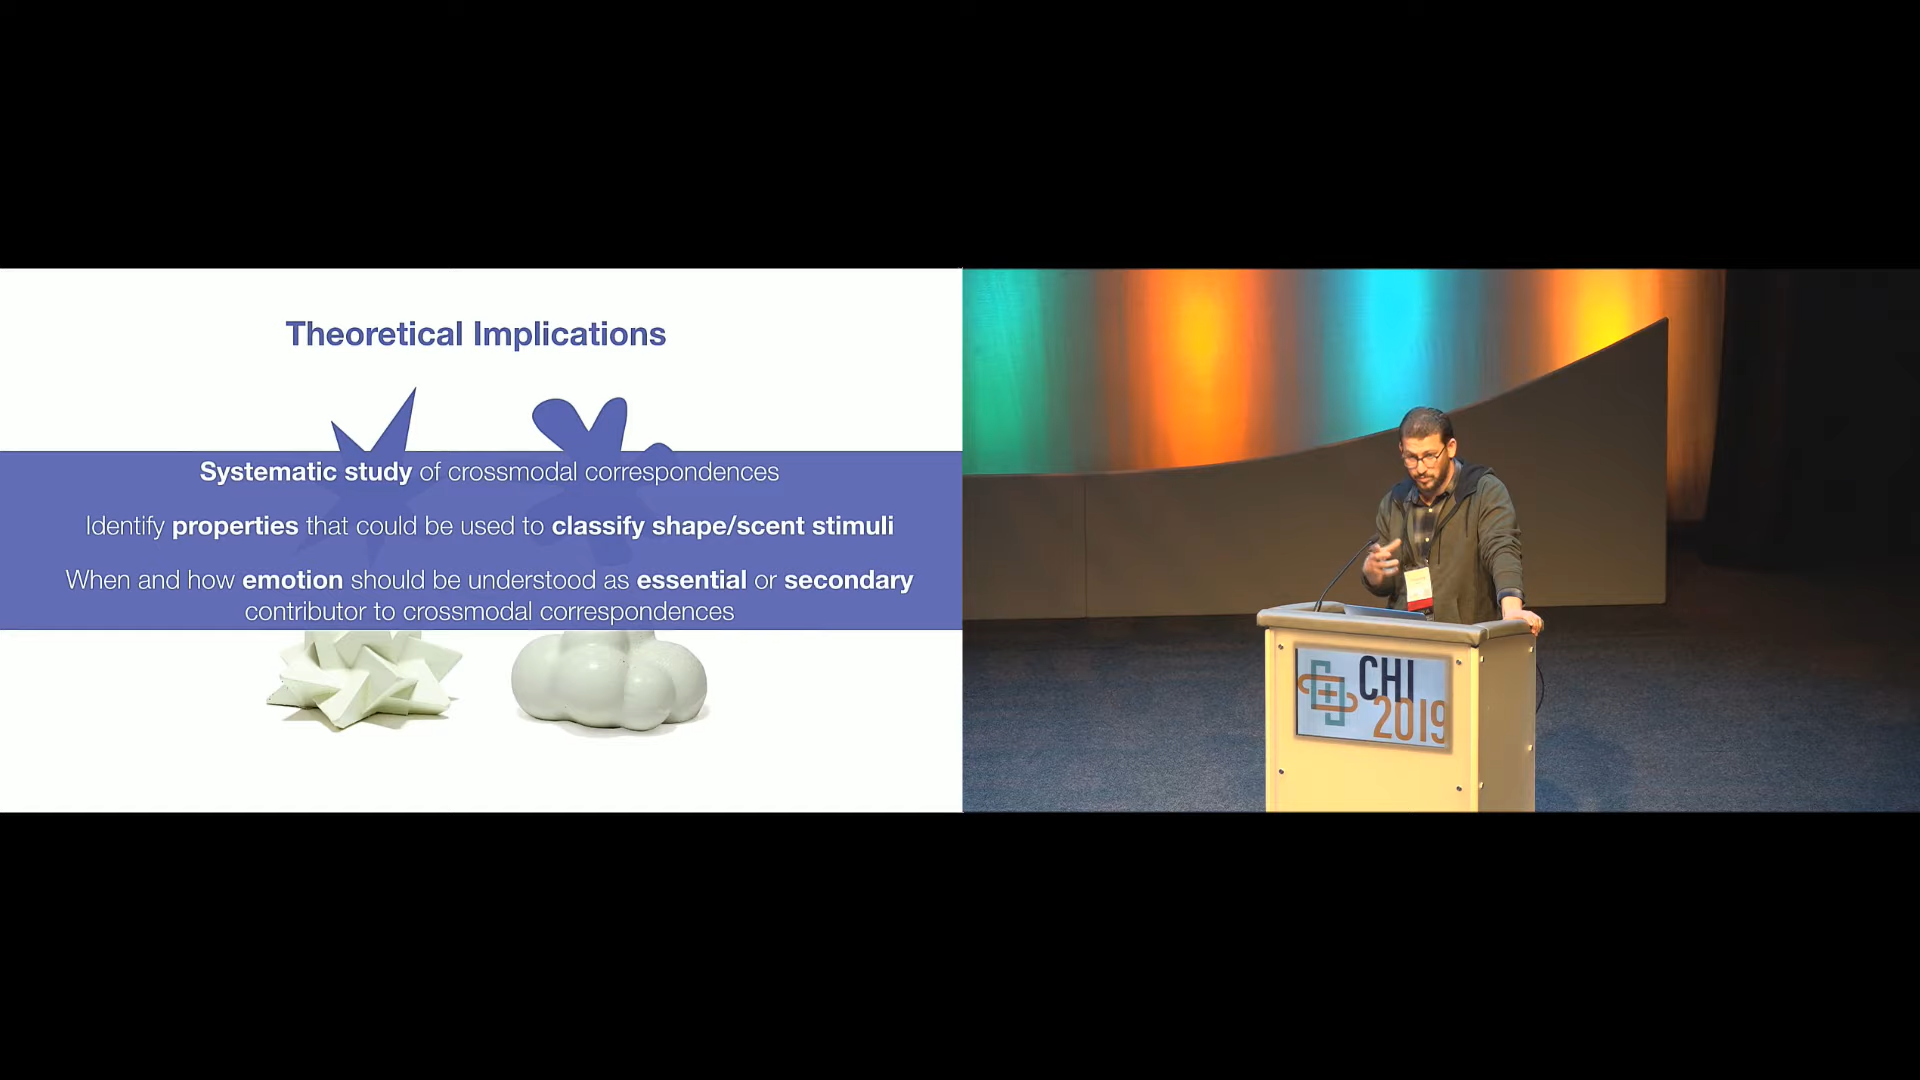 Theoretical Implications
Systematic study of crossmodal correspondences
Identify properties that could be used to classify shape/scent stimuli
When and how emotion should be understood as essential or secondary
contributor to crossmodal correspondences
CHI
2019